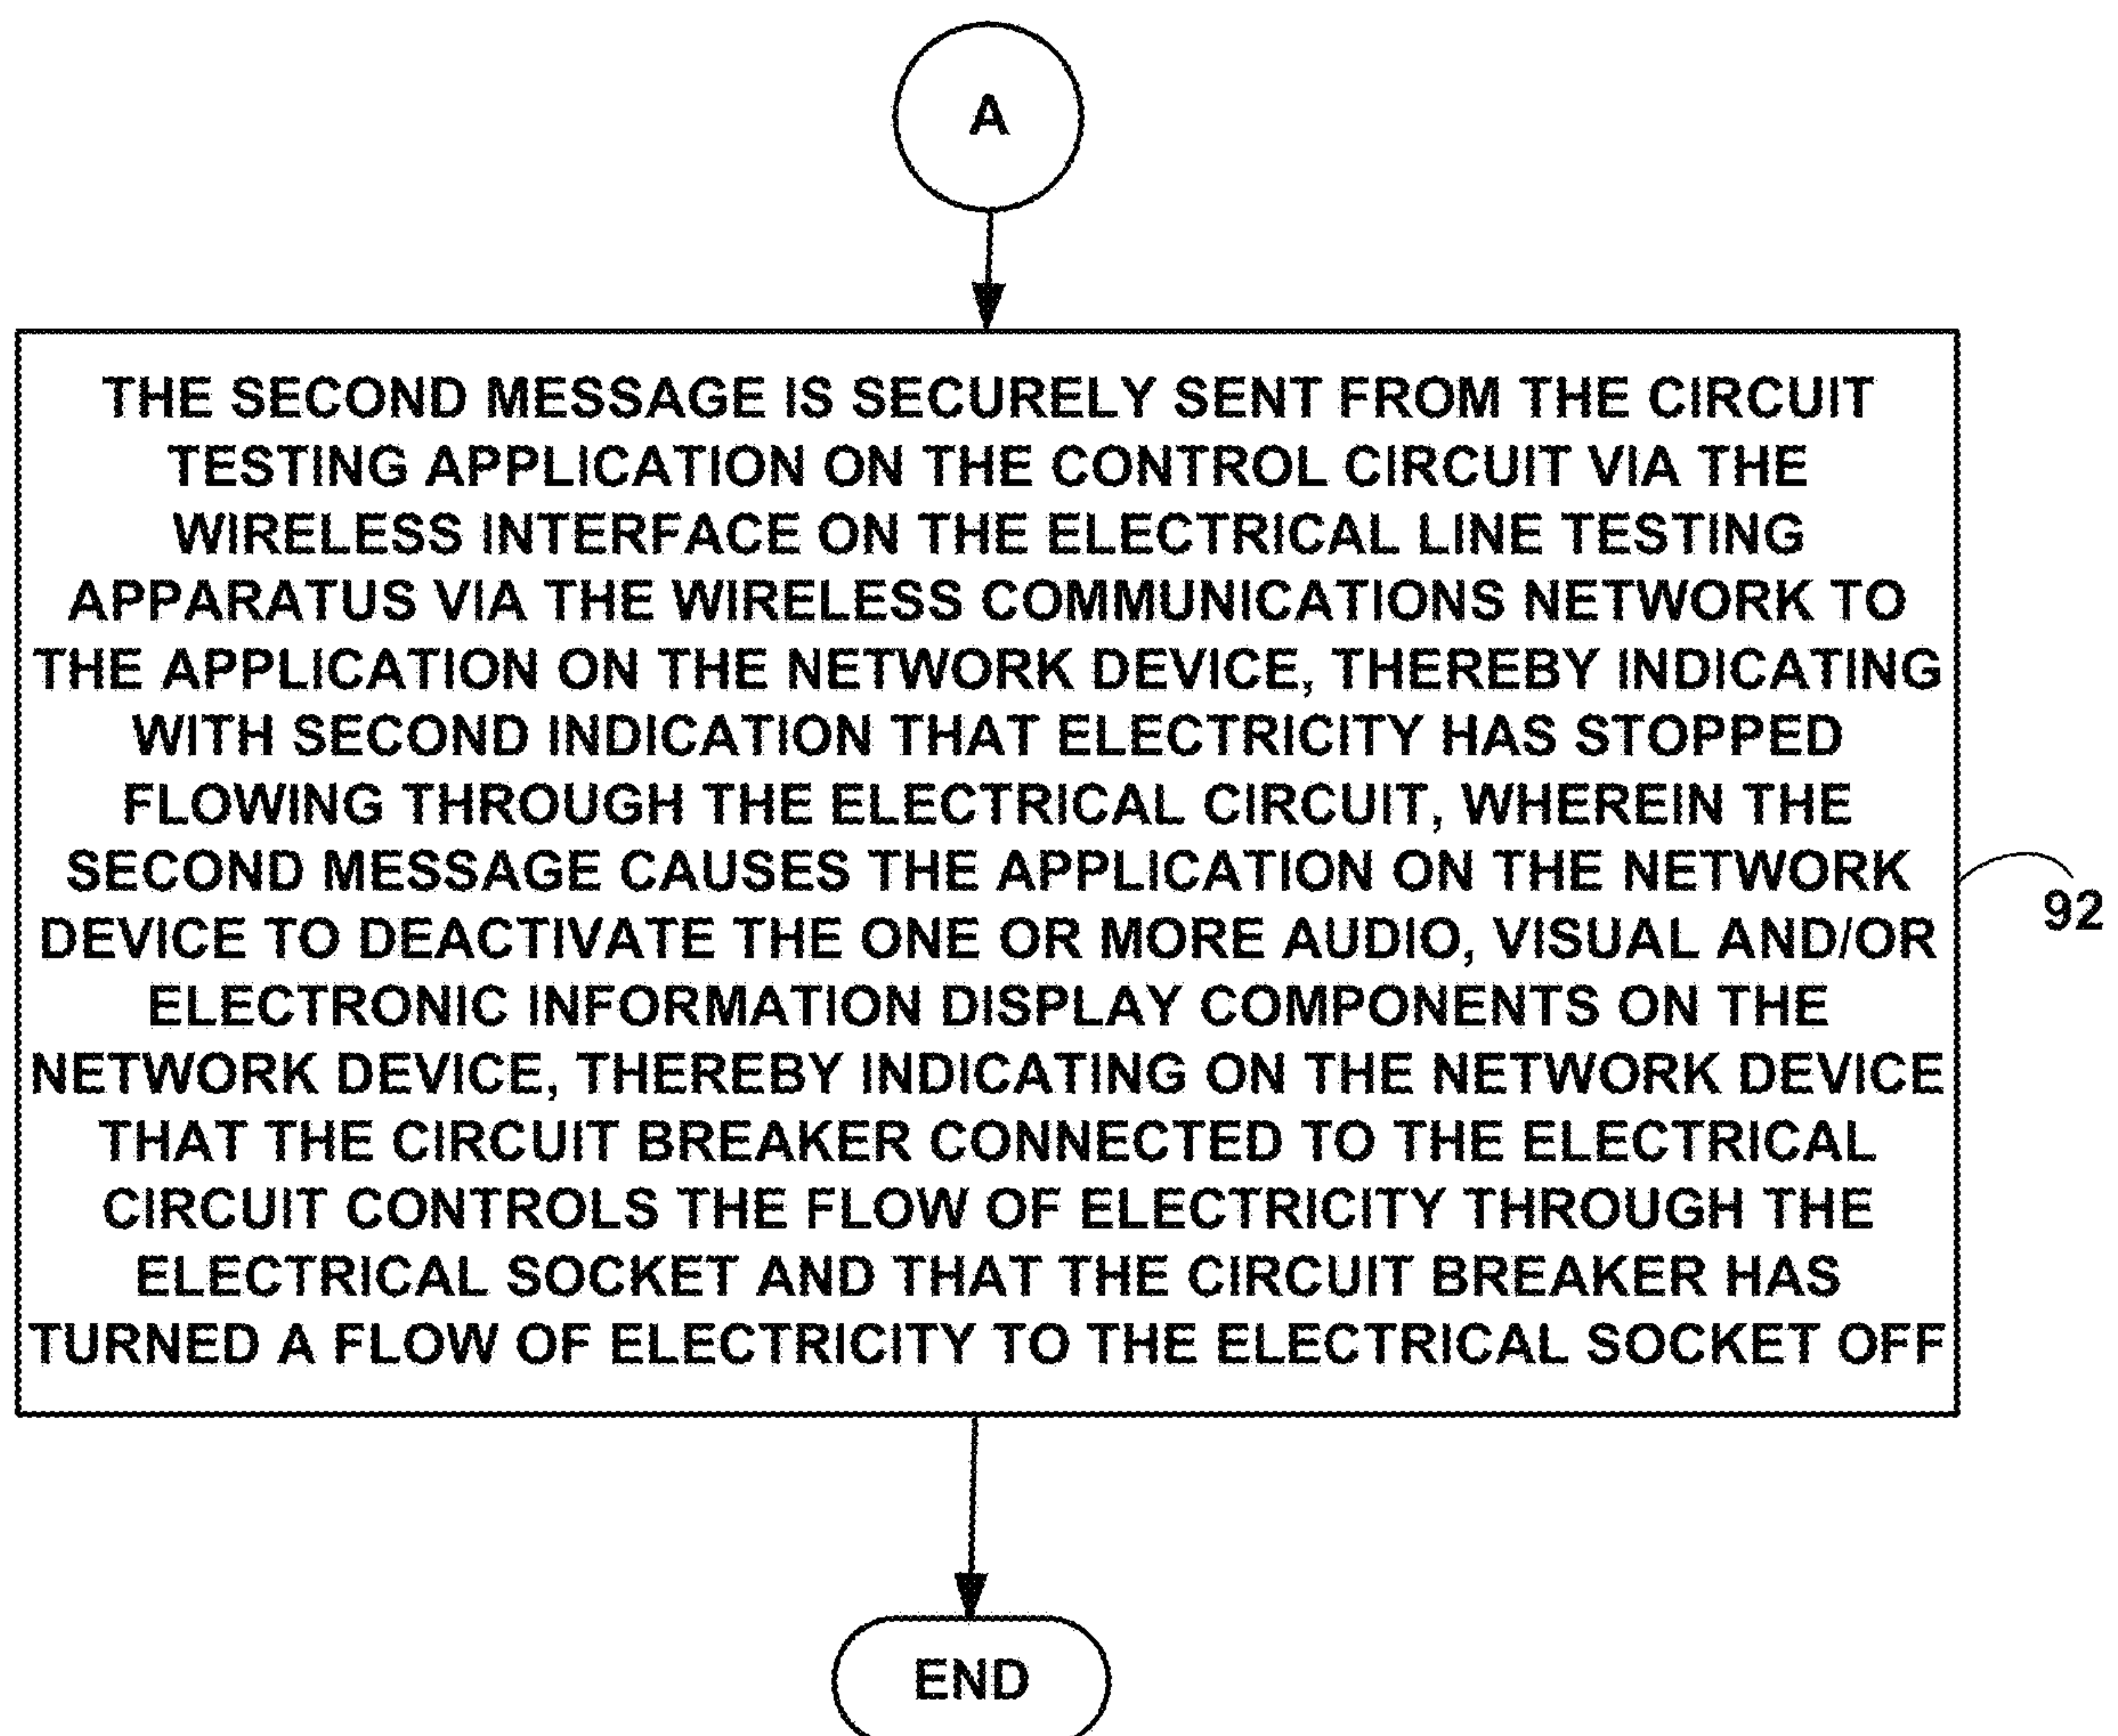 A
THE SECOND MESSAGE IS SECURELY SENT FROM THE CIRCUIT
TESTING APPLICATION ON THE CONTROL CIRCUIT VIA THE
WIRELESS INTERFACE ON THE ELECTRICAL LINE TESTING
APPARATUS VIA THE WIRELESS COMMUNICATIONS NETWORK TO
THE APPLICATION ON THE NETWORK DEVICE, THEREBY INDICATING
WITH SECOND INDICATION THAT ELECTRICITY HAS STOPPED
FLOWING THROUGH THE ELECTRICAL CIRCUIT, WHEREIN THE
SECOND MESSAGE CAUSES THE APPLICATION ON THE NETWORK
DEVICE TO DEACTIVATE THE ONE OR MORE AUDIO, VISUAL AND/OR
ELECTRONIC INFORMATION DISPLAY COMPONENTS ON THE
NETWORK DEVICE, THEREBY INDICATING ON THE NETWORK DEVICE
THAT THE CIRCUIT BREAKER CONNECTED TO THE ELECTRICAL
CIRCUIT CONTROLS THE FLOW OF ELECTRICITY THROUGH THE
ELECTRICAL SOCKET AND THAT THE CIRCUIT BREAKER HAS
TURNED A FLOW OF ELECTRICITY TO THE ELECTRICAL SOCKET OFF
92
END